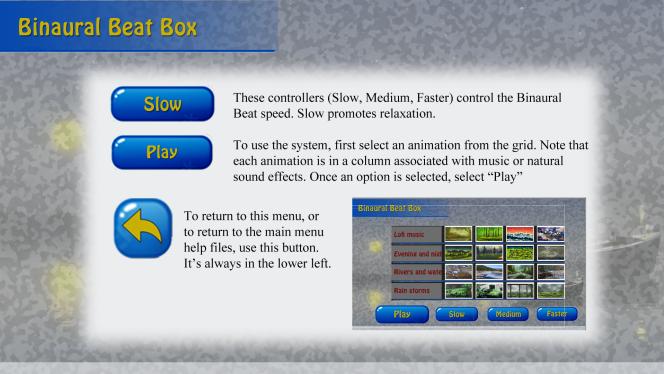 Binaural Beat Box
Slow
These controllers (Slow, Medium, Faster) control the Binaural
Beat speed. Slow promotes relaxation.
Play
To use the system, first select an animation from the grid. Note that
each animation is in a column associated with music or natural
sound effects. Once an option is selected, select “Play”
To return to this menu, or
to return to the main menu
help files, use this button.
It’s always in the lower left.
Binaural Beat Box
Lofi music
Evening and
Rivers and
Rain storms
Play Slow Medium Faster